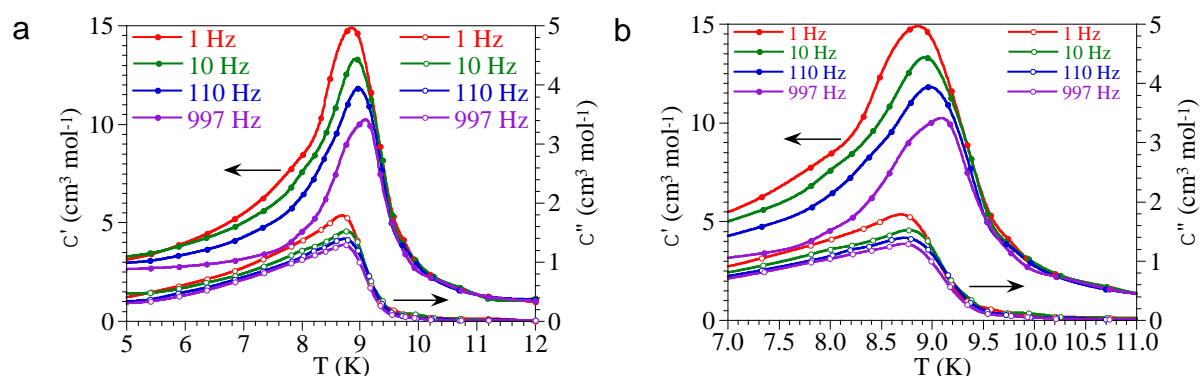 a
15
10
5
0
C' (cm³ mol⁻¹)
1 Hz
10 Hz
110 Hz
997 Hz
1 Hz
10 Hz
110 Hz
997 Hz
5
4
3
2
1
0
C'' (cm³ mol⁻¹)
5 6 7 8 9 10 11 12
T (K)
b
15
10
5
0
C' (cm³ mol⁻¹)
1 Hz
10 Hz
110 Hz
997 Hz
1 Hz
10 Hz
110 Hz
997 Hz
5
4
3
2
1
0
C'' (cm³ mol⁻¹)
7.0 8.0 8.5 9.0 9.5 10.0 10.5 11.0
T (K)